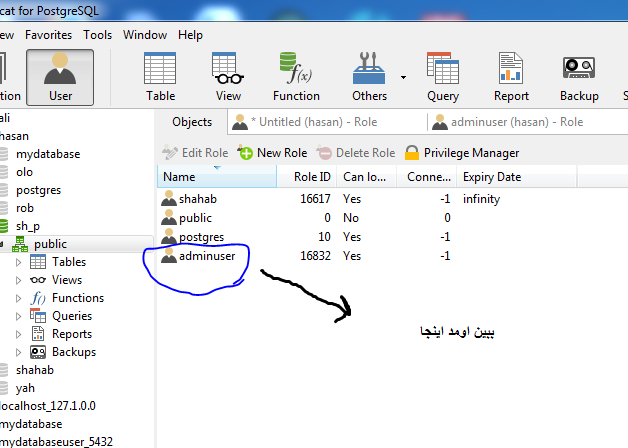 cat for PostgreSQL
ew Favorites Tools Window Help
tion User Table View Function Others Query Report Backup S
f(x)
ali
hasan
mydatabase
olo
postgres
rob
sh_p
public
Tables
Views
f() Functions
Queries
Reports
Backups
shahab
yah
localhost_127.1.0.0
mydatabase
mydatabaseuser_5432
Objects * Untitled (hasan) - Role adminuser (hasan) - Role
Edit Role New Role Delete Role Privilege Manager
Name Role ID Can lo... Conne... Expiry Date
shahab 16617 Yes -1 infinity
public 0 No 0
postgres 10 Yes -1
adminuser 16832 Yes -1
ببین اومد اینجا